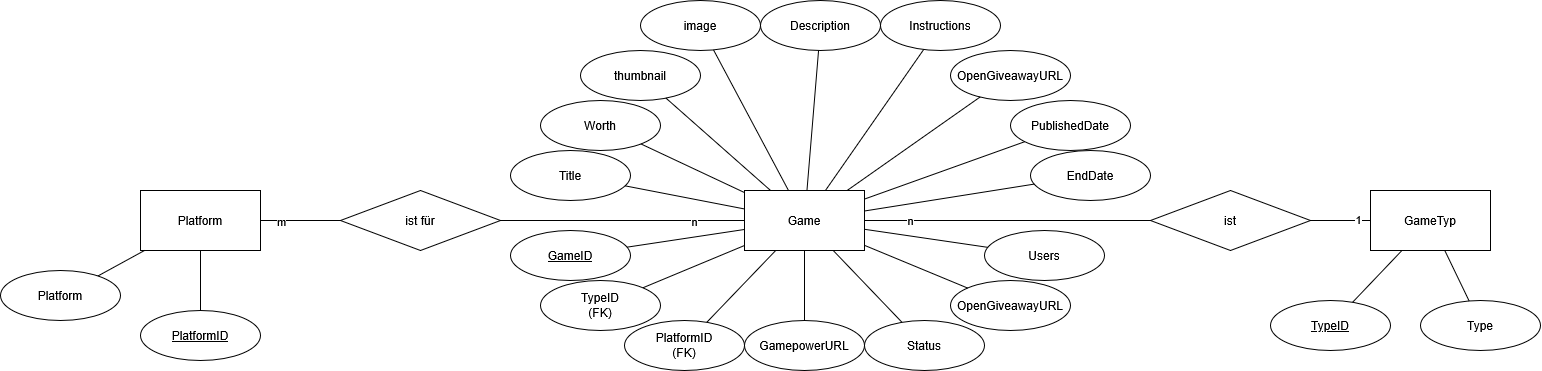 image
Description
Instructions
thumbnail
OpenGiveawayURL
Worth
PublishedDate
Title
EndDate
Platform
m
ist für
n
Game
n
ist
1
GameTyp
GameID
Users
Platform
TypeID
(FK)
OpenGiveawayURL
PlatformID
PlatformID
(FK)
GamepowerURL
Status
TypeID
Type